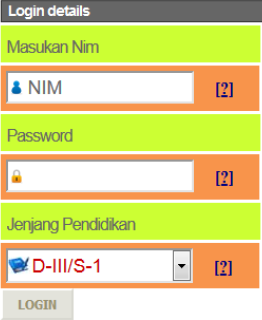 Login details
Masukan Nim
NIM [?]
Password
[?]
Jenjang Pendidikan
D-III/S-1 [?]
LOGIN